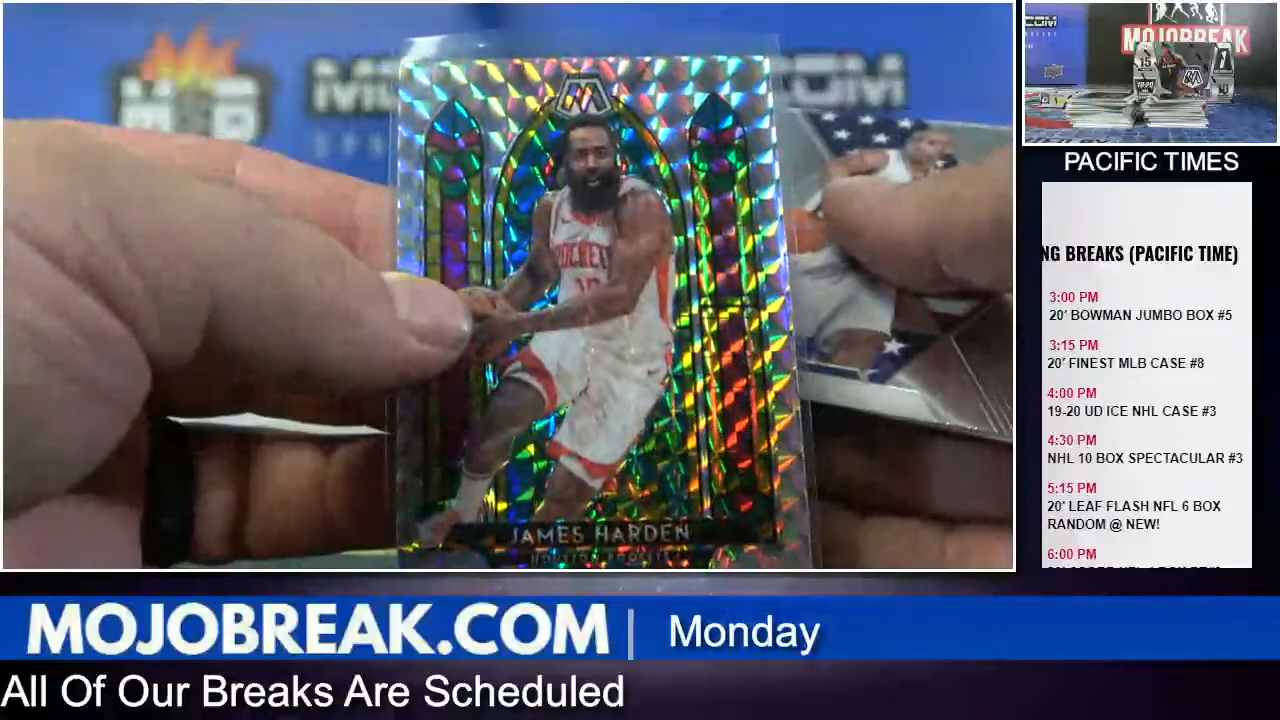 MOJOBREAK
PACIFIC TIMES
NG BREAKS (PACIFIC TIME)
3:00 PM
20' BOWMAN JUMBO BOX #5
3:15 PM
20' FINEST MLB CASE #8
4:00 PM
19-20 UD ICE NHL CASE #3
4:30 PM
NHL 10 BOX SPECTACULAR #3
5:15 PM
20' LEAF FLASH NFL 6 BOX
RANDOM @ NEW!
6:00 PM
JAMES HARDEN
HOUSTON ROCKETS
MOJOBREAK.COM | Monday
All Of Our Breaks Are Scheduled